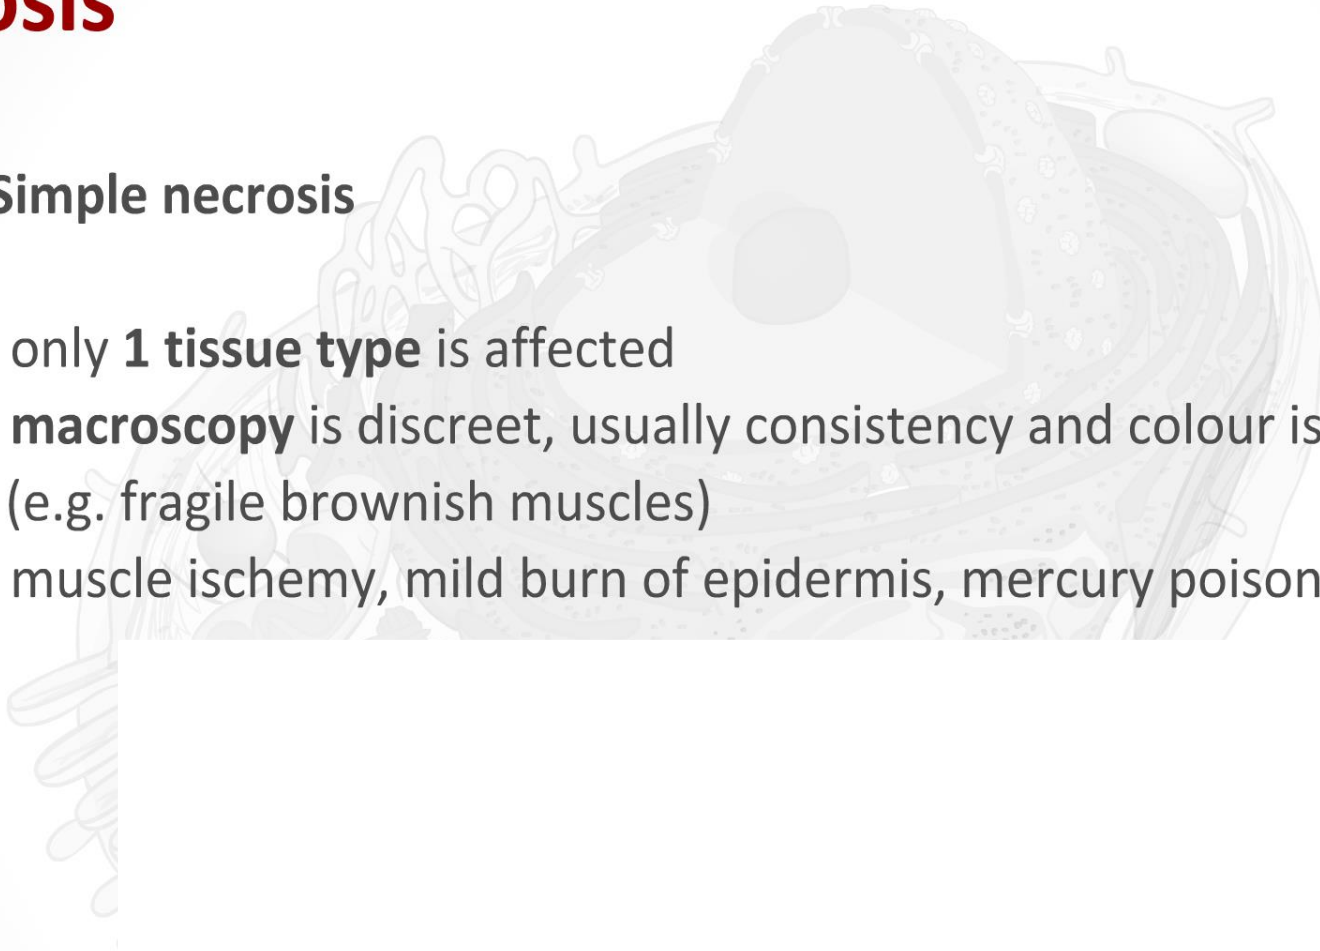 osis
Simple necrosis
only 1 tissue type is affected
macroscopy is discreet, usually consistency and colour is
(e.g. fragile brownish muscles)
muscle ischemy, mild burn of epidermis, mercury poison